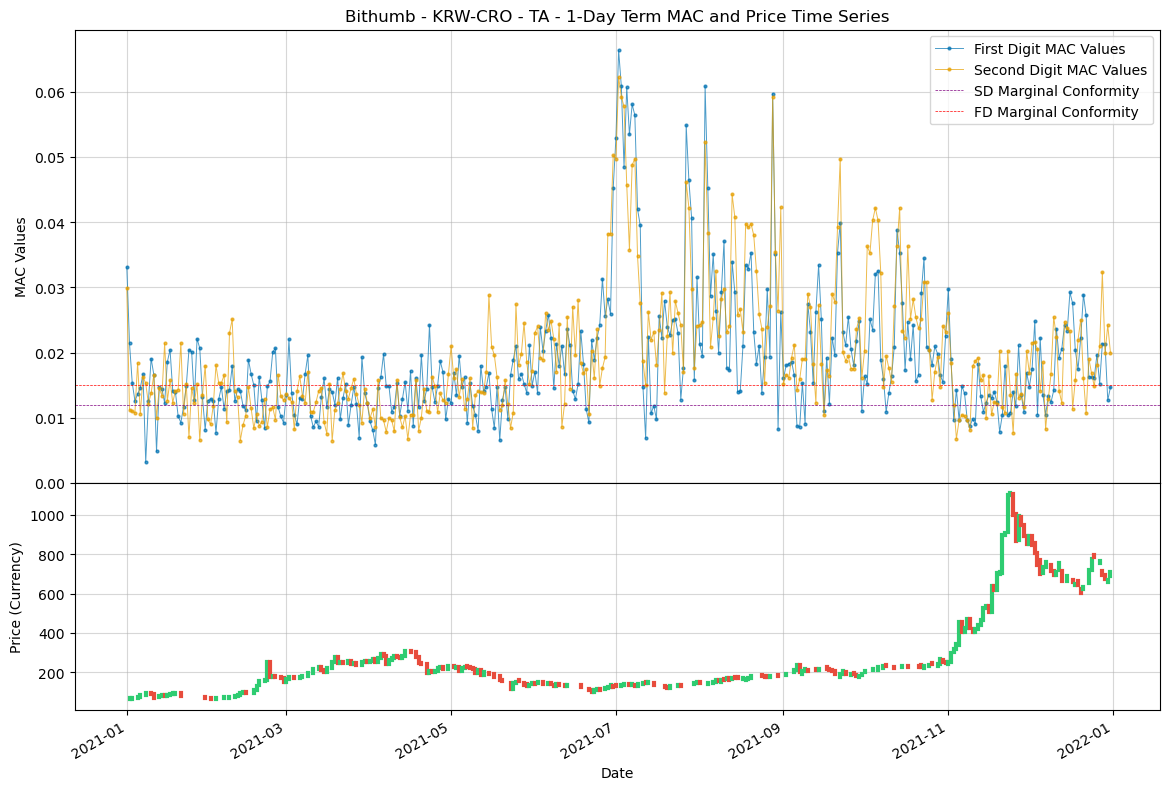 Bithumb - KRW-CRO - TA - 1-Day Term MAC and Price Time Series
First Digit MAC Values
Second Digit MAC Values
SD Marginal Conformity
FD Marginal Conformity
MAC Values
0.06
0.05
0.04
0.03
0.02
0.01
0.00
Price (Currency)
1000
800
600
400
200
2021-01
2021-03
2021-05
2021-07
2021-09
2021-11
2022-01
Date